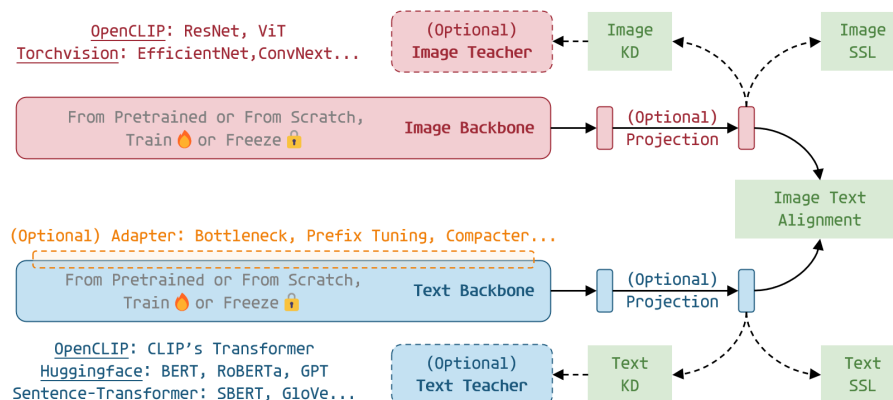 OpenCLIP: ResNet, ViT
Torchvision: EfficientNet,ConvNext...
(Optional)
Image Teacher
Image
KD
Image
SSL
From Pretrained or From Scratch,
Train 🔥 or Freeze 🔒
Image Backbone
(Optional)
Projection
Image Text
Alignment
(Optional) Adapter: Bottleneck, Prefix Tuning, Compacter...
From Pretrained or From Scratch,
Train 🔥 or Freeze 🔒
Text Backbone
(Optional)
Projection
OpenCLIP: CLIP's Transformer
Huggingface: BERT, RoBERTa, GPT
Sentence-Transformer: SBERT, GloVe...
(Optional)
Text Teacher
Text
KD
Text
SSL